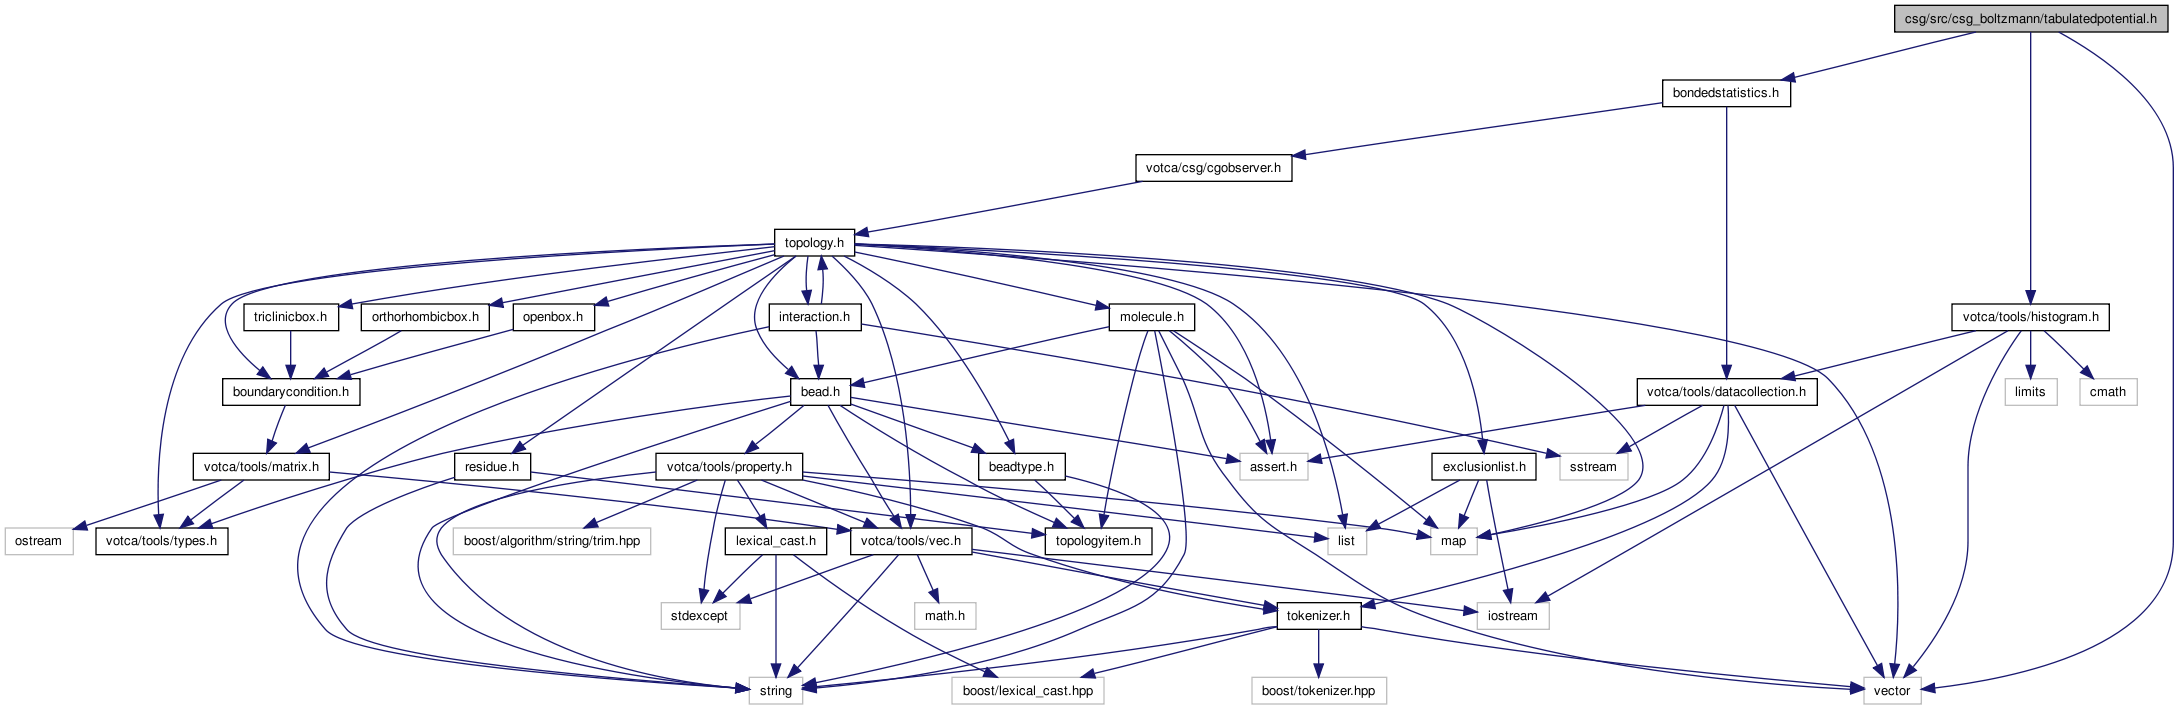 csg/src/csg_boltzmann/tabulatedpotential.h
bondedstatistics.h
votca/csg/cgobserver.h
topology.h
triclinicbox.h
orthorhombicbox.h
openbox.h
interaction.h
molecule.h
votca/tools/histogram.h
boundarycondition.h
bead.h
votca/tools/datacollection.h
limits
cmath
votca/tools/matrix.h
residue.h
votca/tools/property.h
beadtype.h
assert.h
exclusionlist.h
sstream
ostream
votca/tools/types.h
boost/algorithm/string/trim.hpp
lexical_cast.h
votca/tools/vec.h
topologyitem.h
list
map
stdexcept
math.h
tokenizer.h
iostream
string
boost/lexical_cast.hpp
boost/tokenizer.hpp
vector